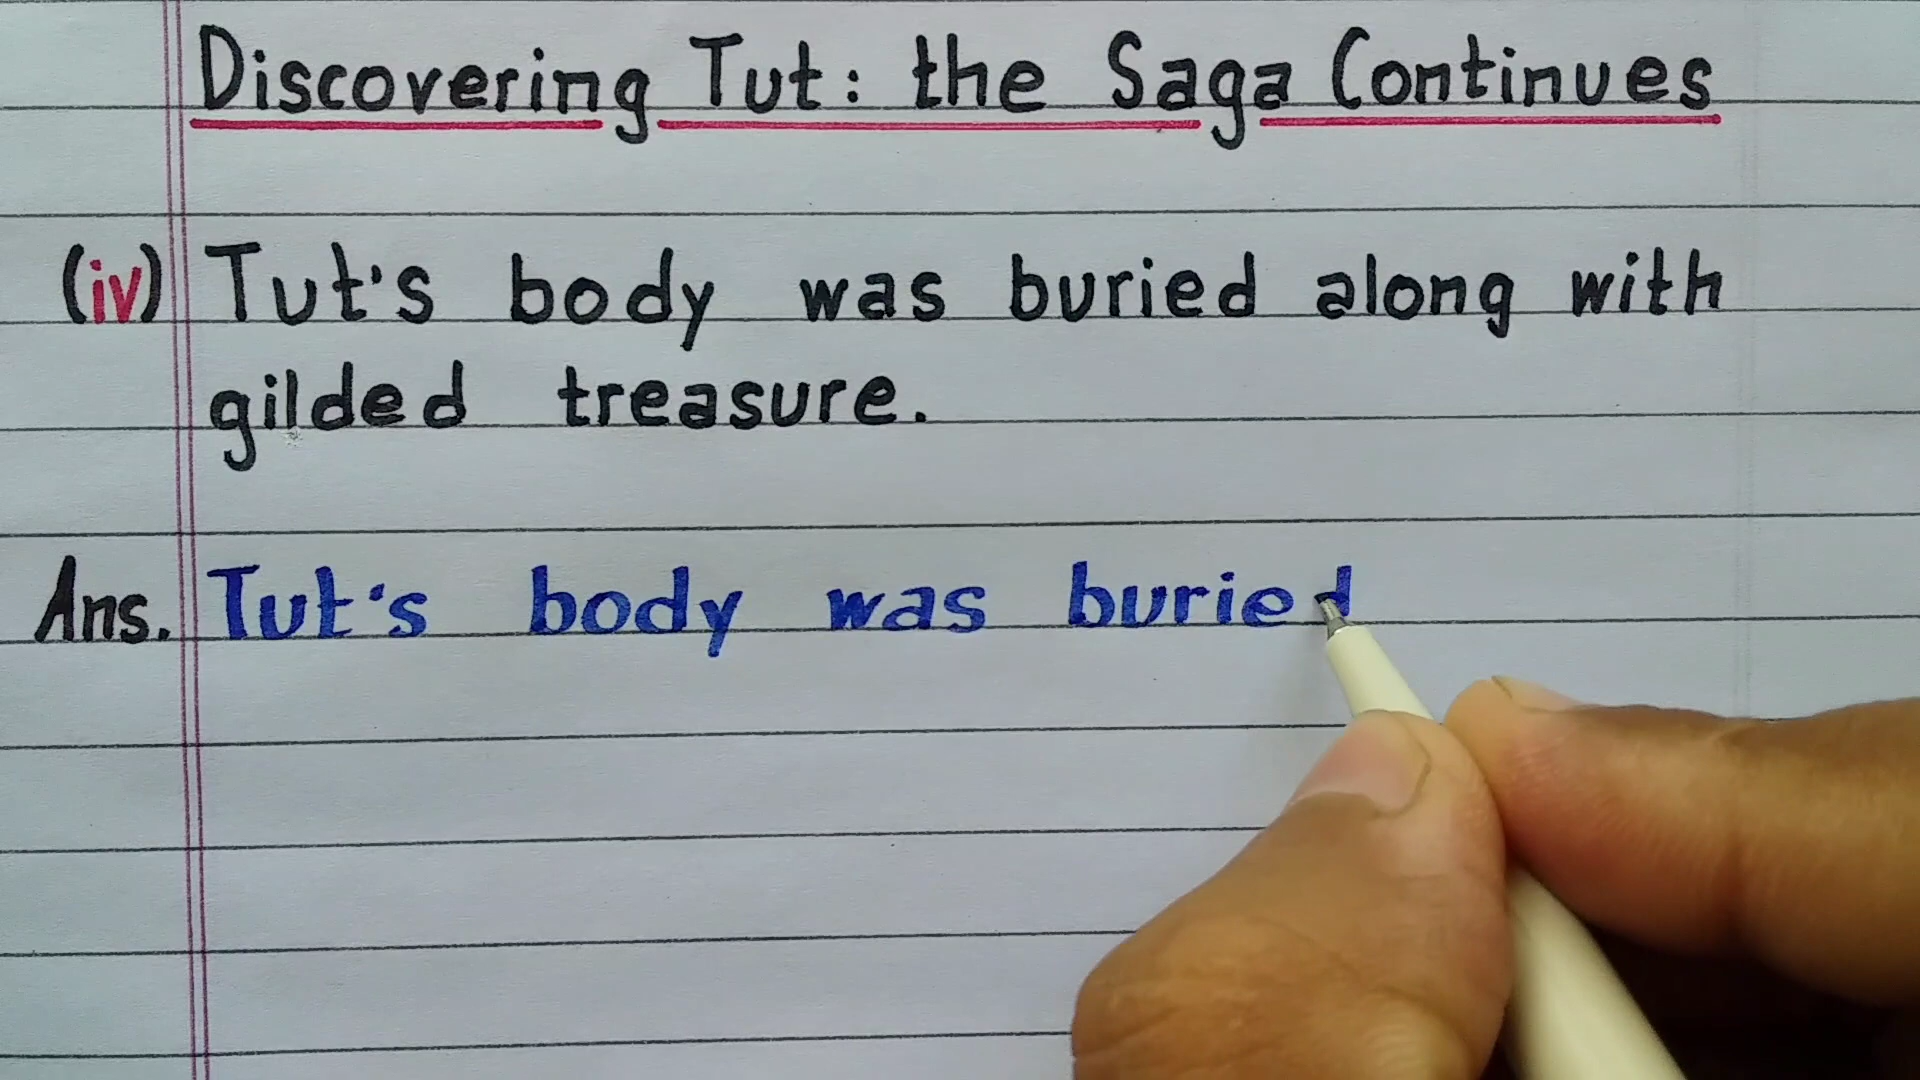 Discovering Tut: the Saga Continues
(iv) Tut's body was buried along with
gilded treasure.
Ans. Tut's body was buried